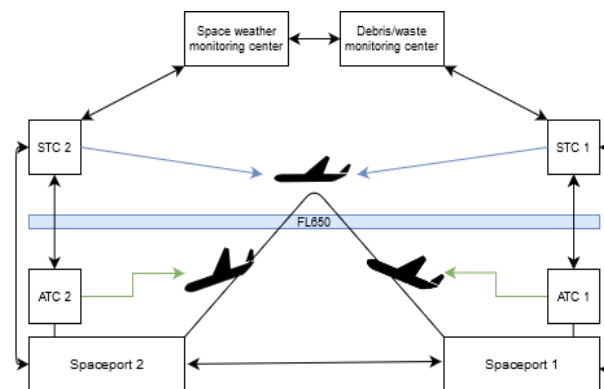 Space weather
monitoring center
Debris/waste
monitoring center
STC 2
STC 1
FL650
ATC 2
ATC 1
Spaceport 2
Spaceport 1